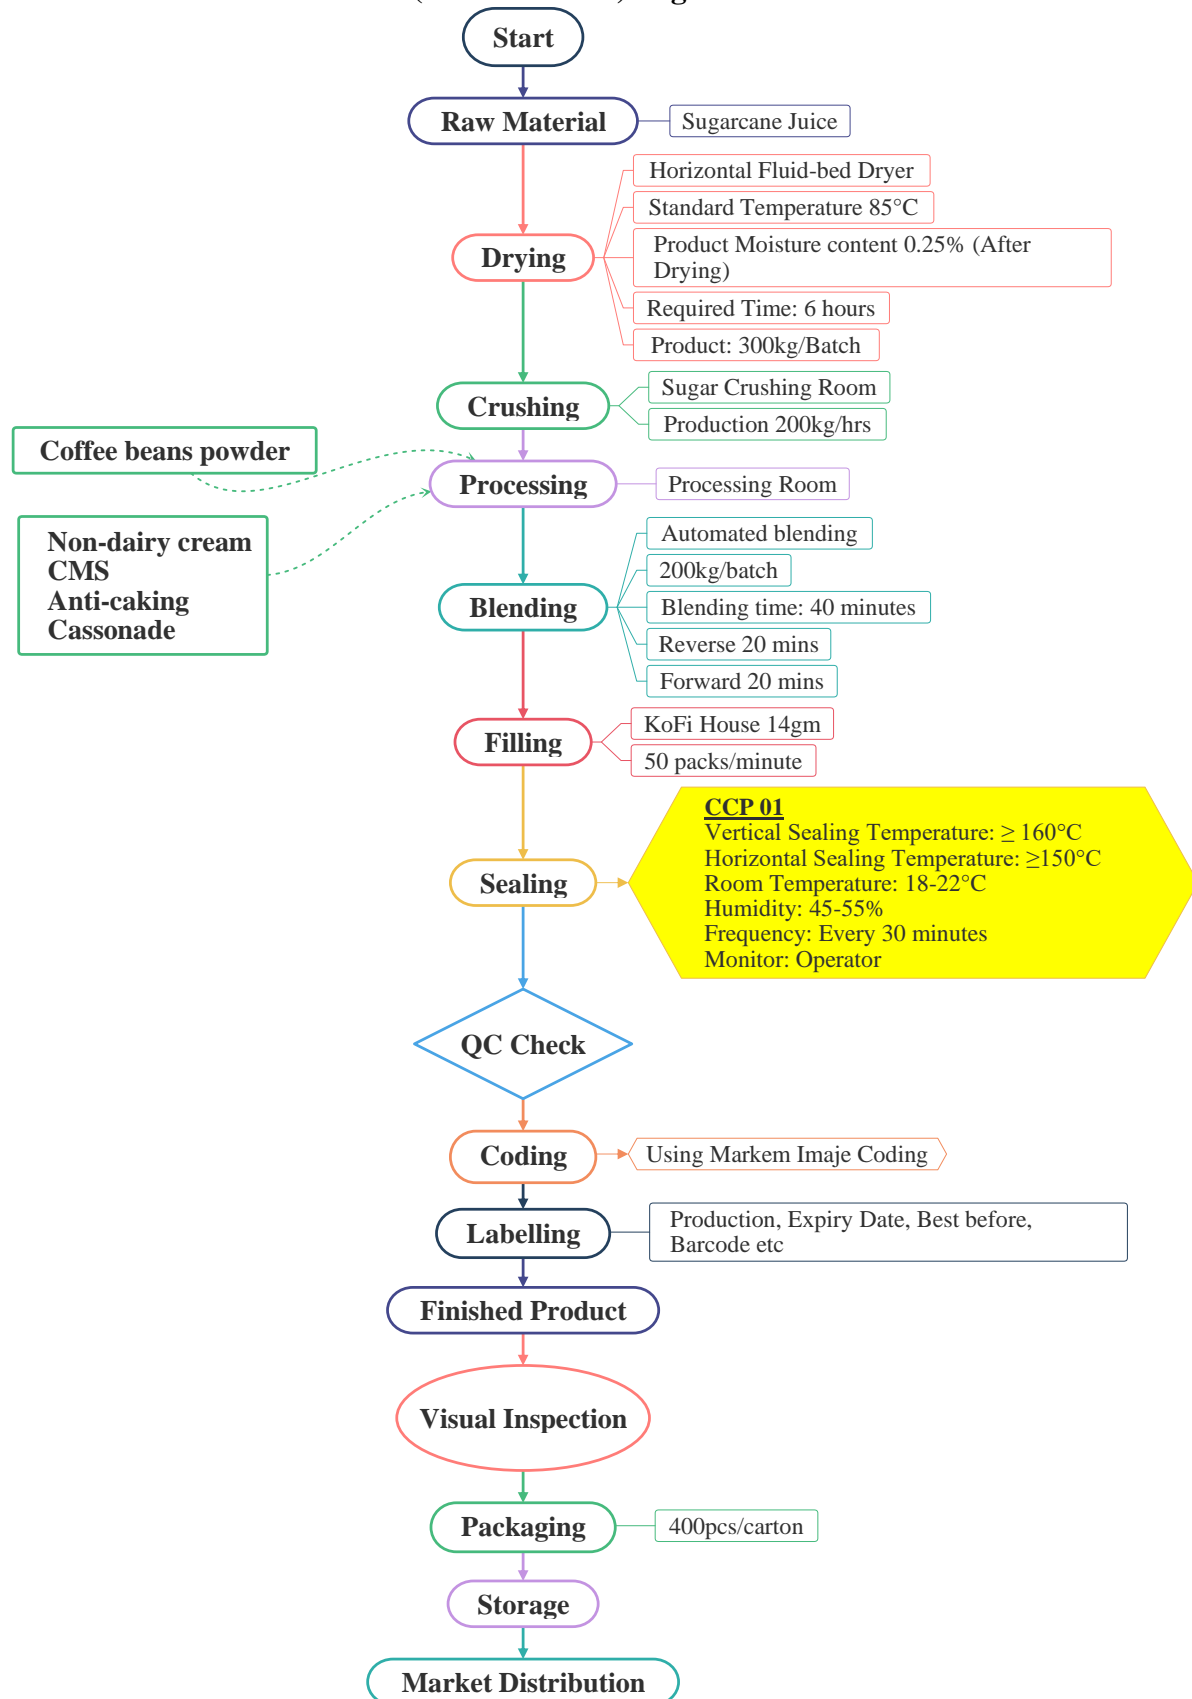 Start
Raw Material
Sugarcane Juice
Horizontal Fluid-bed Dryer
Standard Temperature 85°C
Drying
Product Moisture content 0.25% (After
Drying)
Required Time: 6 hours
Product: 300kg/Batch
Crushing
Sugar Crushing Room
Production 200kg/hrs
Coffee beans powder
Processing
Processing Room
Non-dairy cream
CMS
Anti-caking
Cassonade
Blending
Automated blending
200kg/batch
Blending time: 40 minutes
Reverse 20 mins
Forward 20 mins
Filling
KoFi House 14gm
50 packs/minute
Sealing
CCP 01
Vertical Sealing Temperature: ≥ 160°C
Horizontal Sealing Temperature: ≥150°C
Room Temperature: 18-22°C
Humidity: 45-55%
Frequency: Every 30 minutes
Monitor: Operator
QC Check
Coding
Using Markem Imaje Coding
Labelling
Production, Expiry Date, Best before,
Barcode etc
Finished Product
Visual Inspection
Packaging
400pcs/carton
Storage
Market Distribution